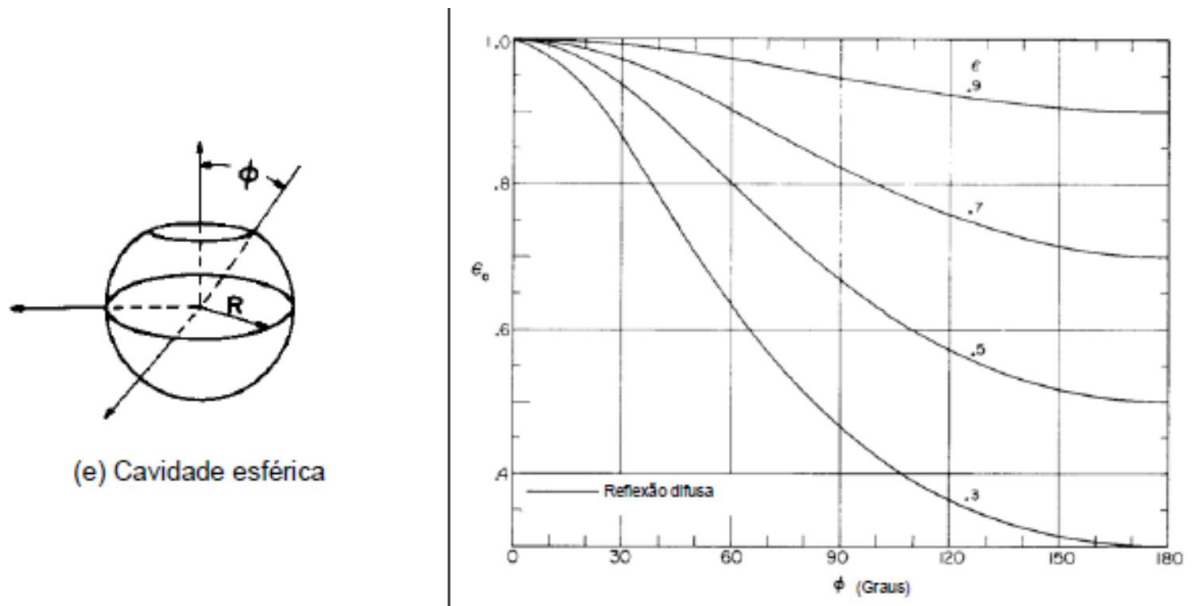 ϕ
R
(e) Cavidade esférica
1.0
.8
.6
.4
ϵₐ
ϵ
.9
.7
.5
.3
Reflexão difusa
0 30 60 90 120 150 180
ϕ (Graus)